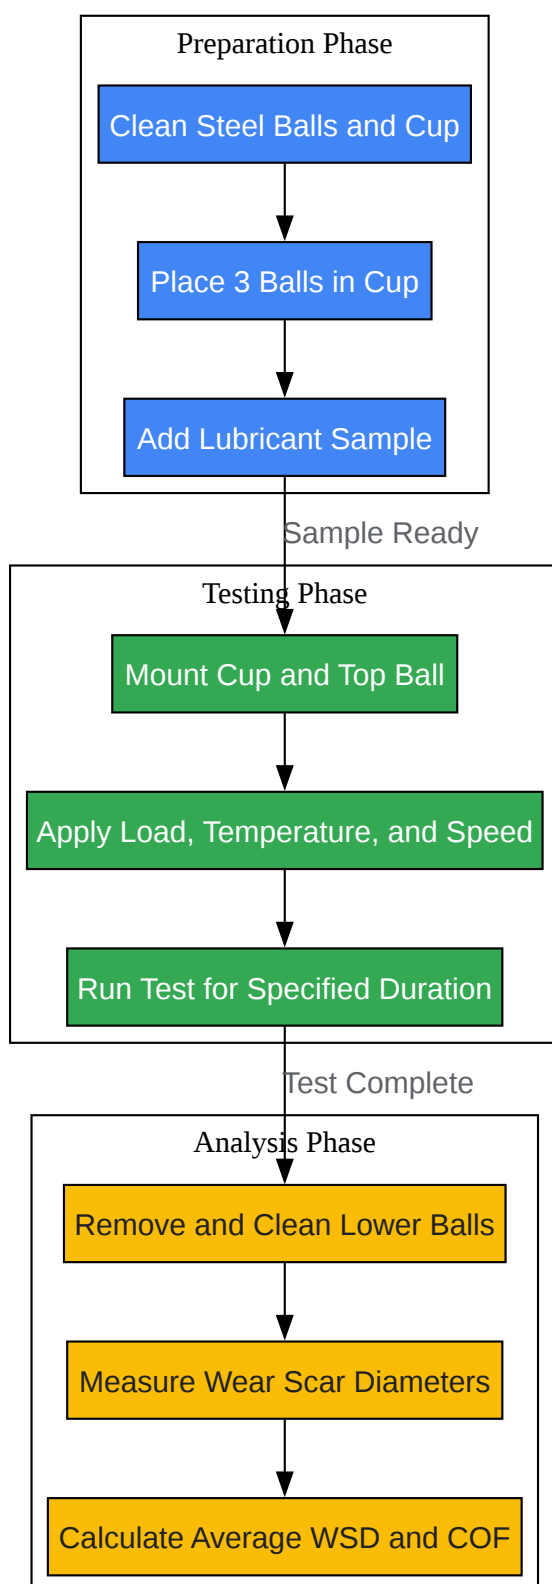 Preparation Phase
Clean Steel Balls and Cup
Place 3 Balls in Cup
Add Lubricant Sample
Sample Ready
Testing Phase
Mount Cup and Top Ball
Apply Load, Temperature, and Speed
Run Test for Specified Duration
Test Complete
Analysis Phase
Remove and Clean Lower Balls
Measure Wear Scar Diameters
Calculate Average WSD and COF